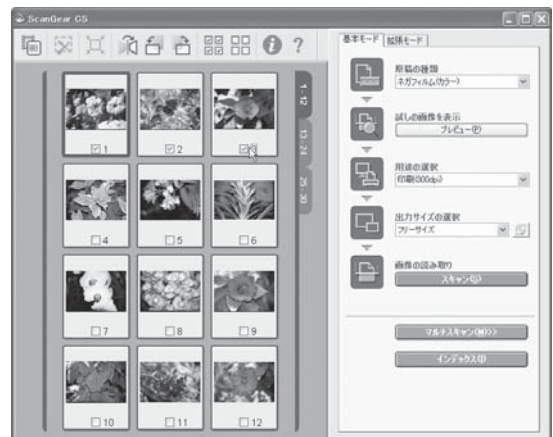 ScanGear CS
基本モード
拡張モード
原稿の種類
ネガフィルム(カラー)
試しの画像を表示
プレビュー(P)
用途の選択
印刷(300dpi)
出力サイズの選択
フリーサイズ
画像の読み取り
スキャン(S)
マルチスキャン(M)>>
インデックス(I)
1 - 12
13 - 24
25 - 30
1
2
3
4
5
6
7
8
9
10
11
12